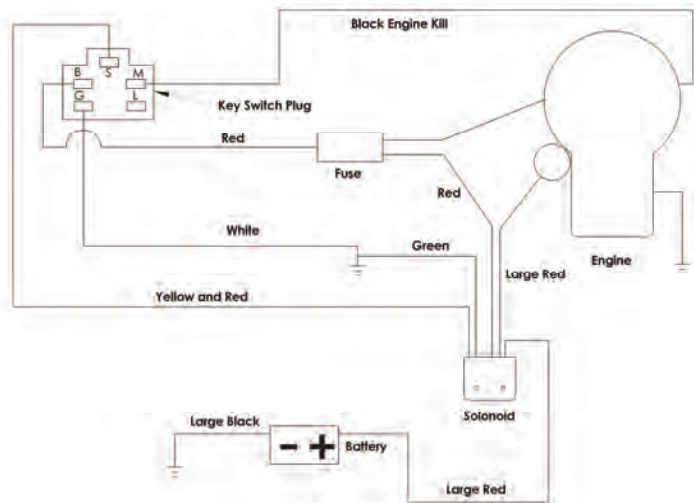 Black Engine Kill
B S M
G L
Key Switch Plug
Red
Fuse
Red
White
Green
Engine
Large Red
Yellow and Red
Solonoid
Large Black
- + Battery
Large Red